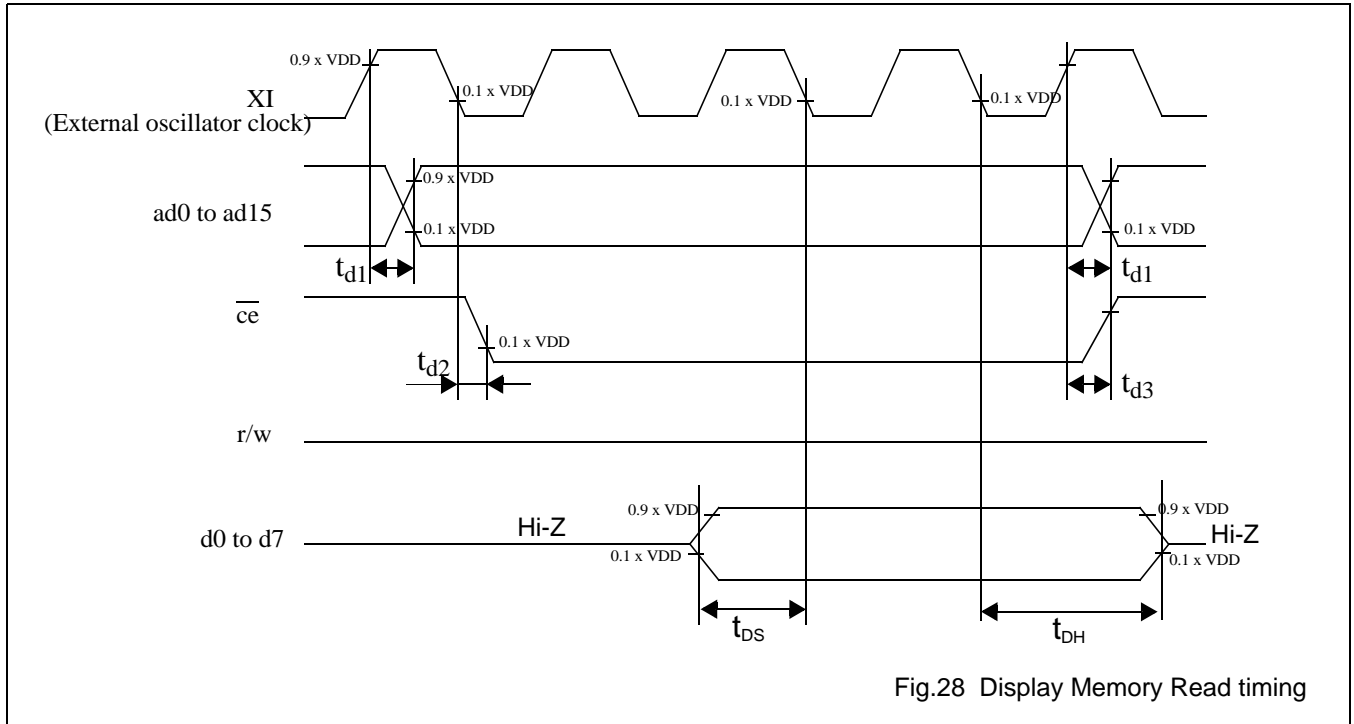 0.9 x VDD
XI
(External oscillator clock)
0.1 x VDD
0.1 x VDD
0.1 x VDD
ad0 to ad15
0.9 x VDD
0.1 x VDD
0.1 x VDD
td1
td1
ce
0.1 x VDD
td2
td3
r/w
d0 to d7
Hi-Z
0.9 x VDD
0.1 x VDD
0.9 x VDD
Hi-Z
0.1 x VDD
tDS
tDH
Fig.28 Display Memory Read timing